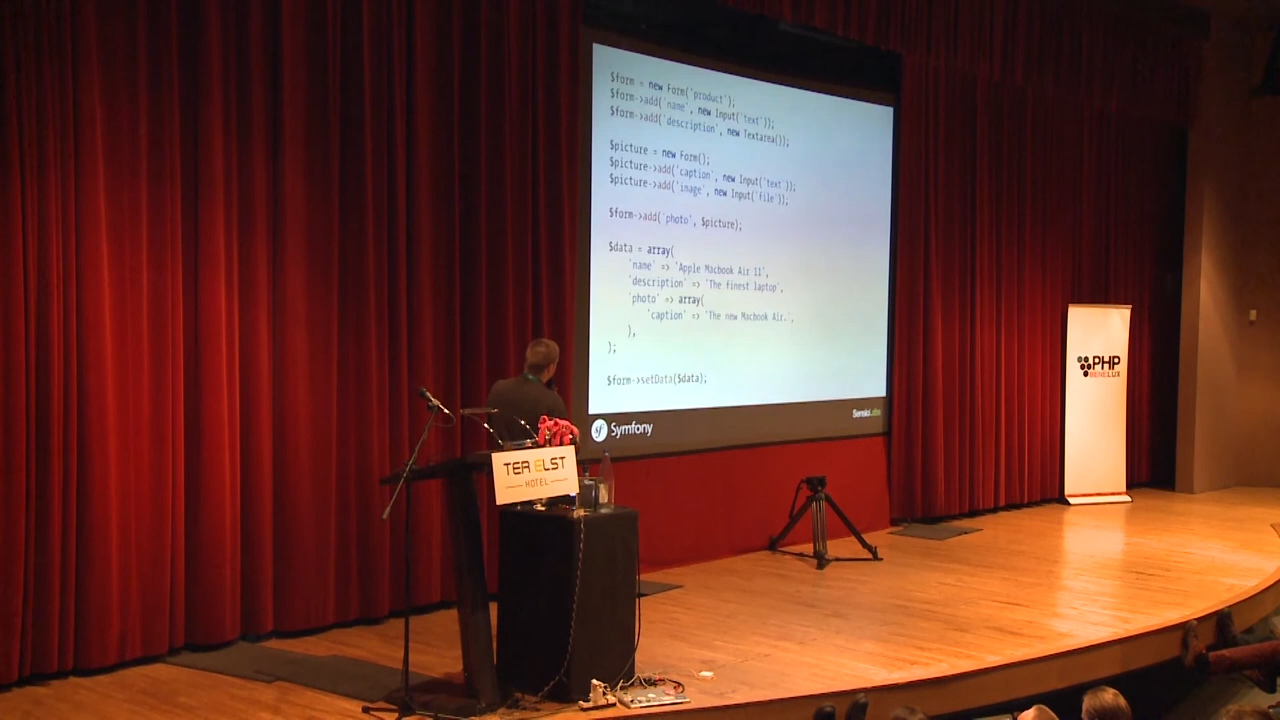 $form = new Form('product');
$form->add('name', new Input('text'));
$form->add('description', new Textarea());
$picture = new Form();
$picture->add('caption', new Input('text'));
$picture->add('image', new Input('file'));
$form->add('photo', $picture);
$data = array(
'name' => 'Apple Macbook Air 11',
'description' => 'The finest laptop',
'photo' => array(
'caption' => 'The new Macbook Air.',
),
);
$form->setData($data);
sf Symfony
SensioLabs
TER ELST
HOTEL
PHP
BENELUX